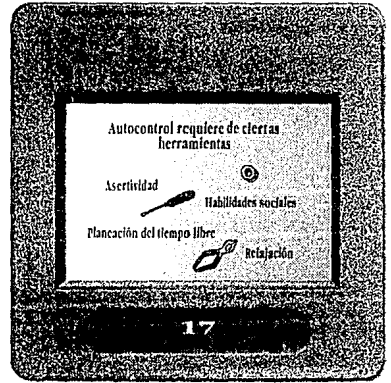 Autocontrol requiere de ciertas
herramientas
Asertividad
Habilidades sociales
Planeación del tiempo libre
Relajación
17